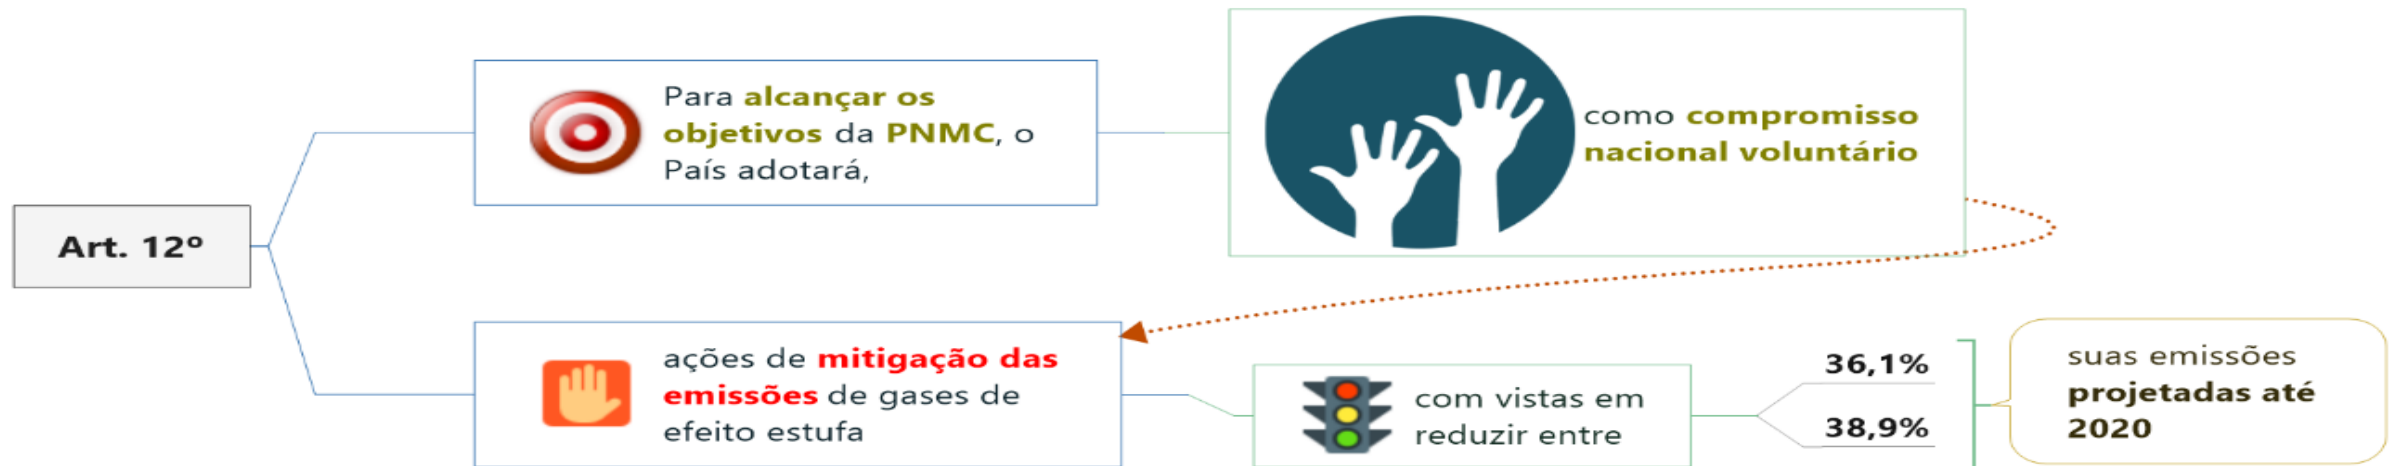 Art. 12º
Para alcançar os
objetivos da PNMC, o
País adotará,
como compromisso
nacional voluntário
ações de mitigação das
emissões de gases de
efeito estufa
com vistas em
reduzir entre
36,1%
38,9%
suas emissões
projetadas até
2020